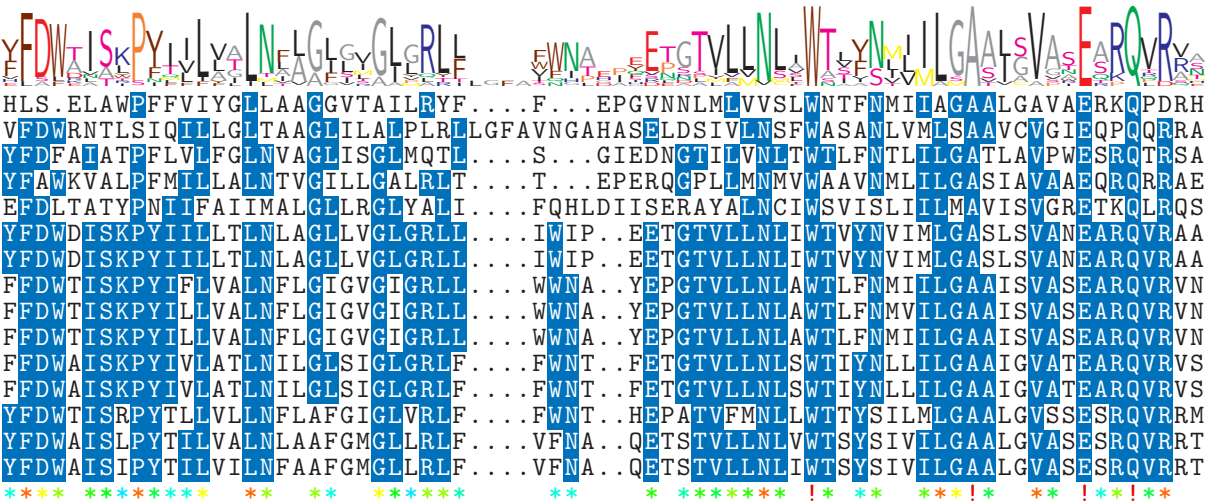 HLS.ELAWPFFVIYGLLAAGGVTAILRYF....F...EPGVNNLMLVVSLWNTFNMIIAGAALGAVAERKQPDRH
VFDWRNTLSIQILLGLTAAGLILALPLRLLLGFAVNGAHASELDSIVLNSFWASANLVMLSAAVCVGIEQPQQRRA
YFDFAIATPFLVLFGLNVAGLISGLMQTL....S...GIEDNGTILVNLTWTLFNTLILGATLAVPWESRQTRSA
YFAWKVALPFMILLALNTVGILLGALRLT....T...EPERQGPLLMNMVWAAVNMLILGASIAVAAEQRQRRAE
EFDLTATYPNIIFAIIMALGLLRGLYALI....FQHLDIISERAYALNCIWSVISLIILMAVISVGRETKQLRQS
YFDWDISKPYIILLTLNLAGLLVGLGRLL....IWIP..EETGTVLLNLIWTVYNVIMLGASLSVANEARQVRAA
YFDWDISKPYIILLTLNLAGLLVGLGRLL....IWIP..EETGTVLLNLIWTVYNVIMLGASLSVANEARQVRAA
FFDWTISKPYIFLVALNFLGIGVGIGRLL....WWNA..YEPGTVLLNLAWTLFNMIILGAAISVASEARQVRVN
FFDWTISKPYILLVALNFLGIGVGIGRLL....WWNA..YEPGTVLLNLAWTLFNMVILGAAISVASEARQVRVN
FFDWTISKPYILLVALNFLGIGVGIGRLL....WWNA..YEPGTVLLNLAWTLFNMIILGAAISVASEARQVRVN
FFDWAISKPYIVLATLNILGLSIGLGRLF....FWNT..FETGTVLLNLSWTIYNLLILGAAIGVATEARQVRVS
FFDWAISKPYIVLATLNILGLSIGLGRLF....FWNT..FETGTVLLNLSWTIYNLLILGAAIGVATEARQVRVS
YFDWTISRPYTLLVLLNFLAFGIGLVRLF....FWNT..HEPATVFMNLLWTTYSILMLGAALGVSSESRQVRRM
YFDWAISLPYTILVALNLAAFGMGLLRLF....VFNA..QETSTVLLNLVWTSYSIVILGAALGVASESRQVRRT
YFDWAISIPYTILVILNFAAFGMGLLRLF....VFNA..QETSTVLLNLIWTSYSIVILGAALGVASESRQVRRT
**** ******** ** ** ****** ** * ********!* ** ***!* ** !**!**